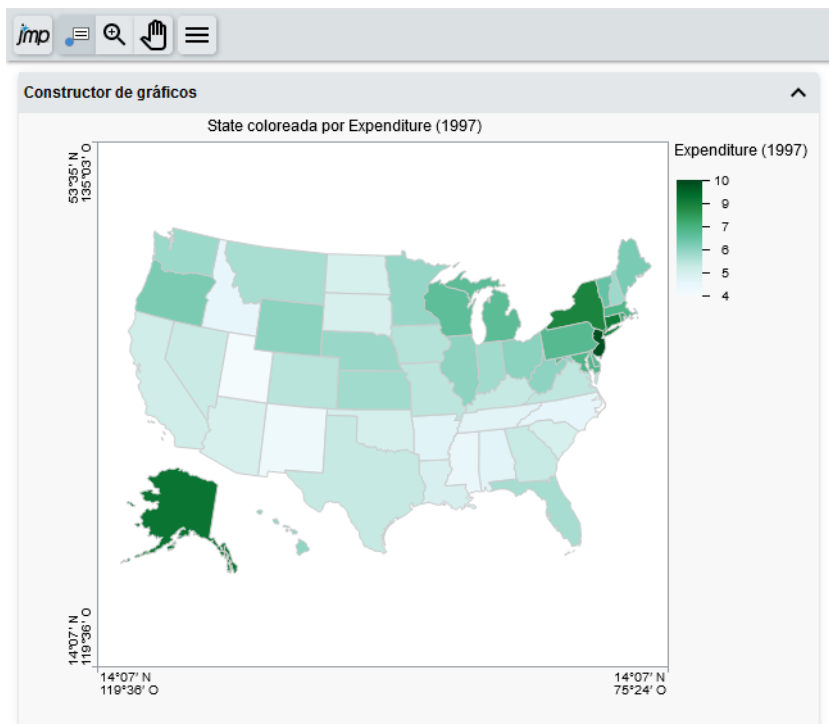 jmp
Constructor de gráficos
State coloreada por Expenditure (1997)
53°35′ N
135°03′ O
Expenditure (1997)
10
9
7
6
5
4
14°07′ N
119°36′ O
14°07′ N
119°36′ O
14°07′ N
75°24′ O